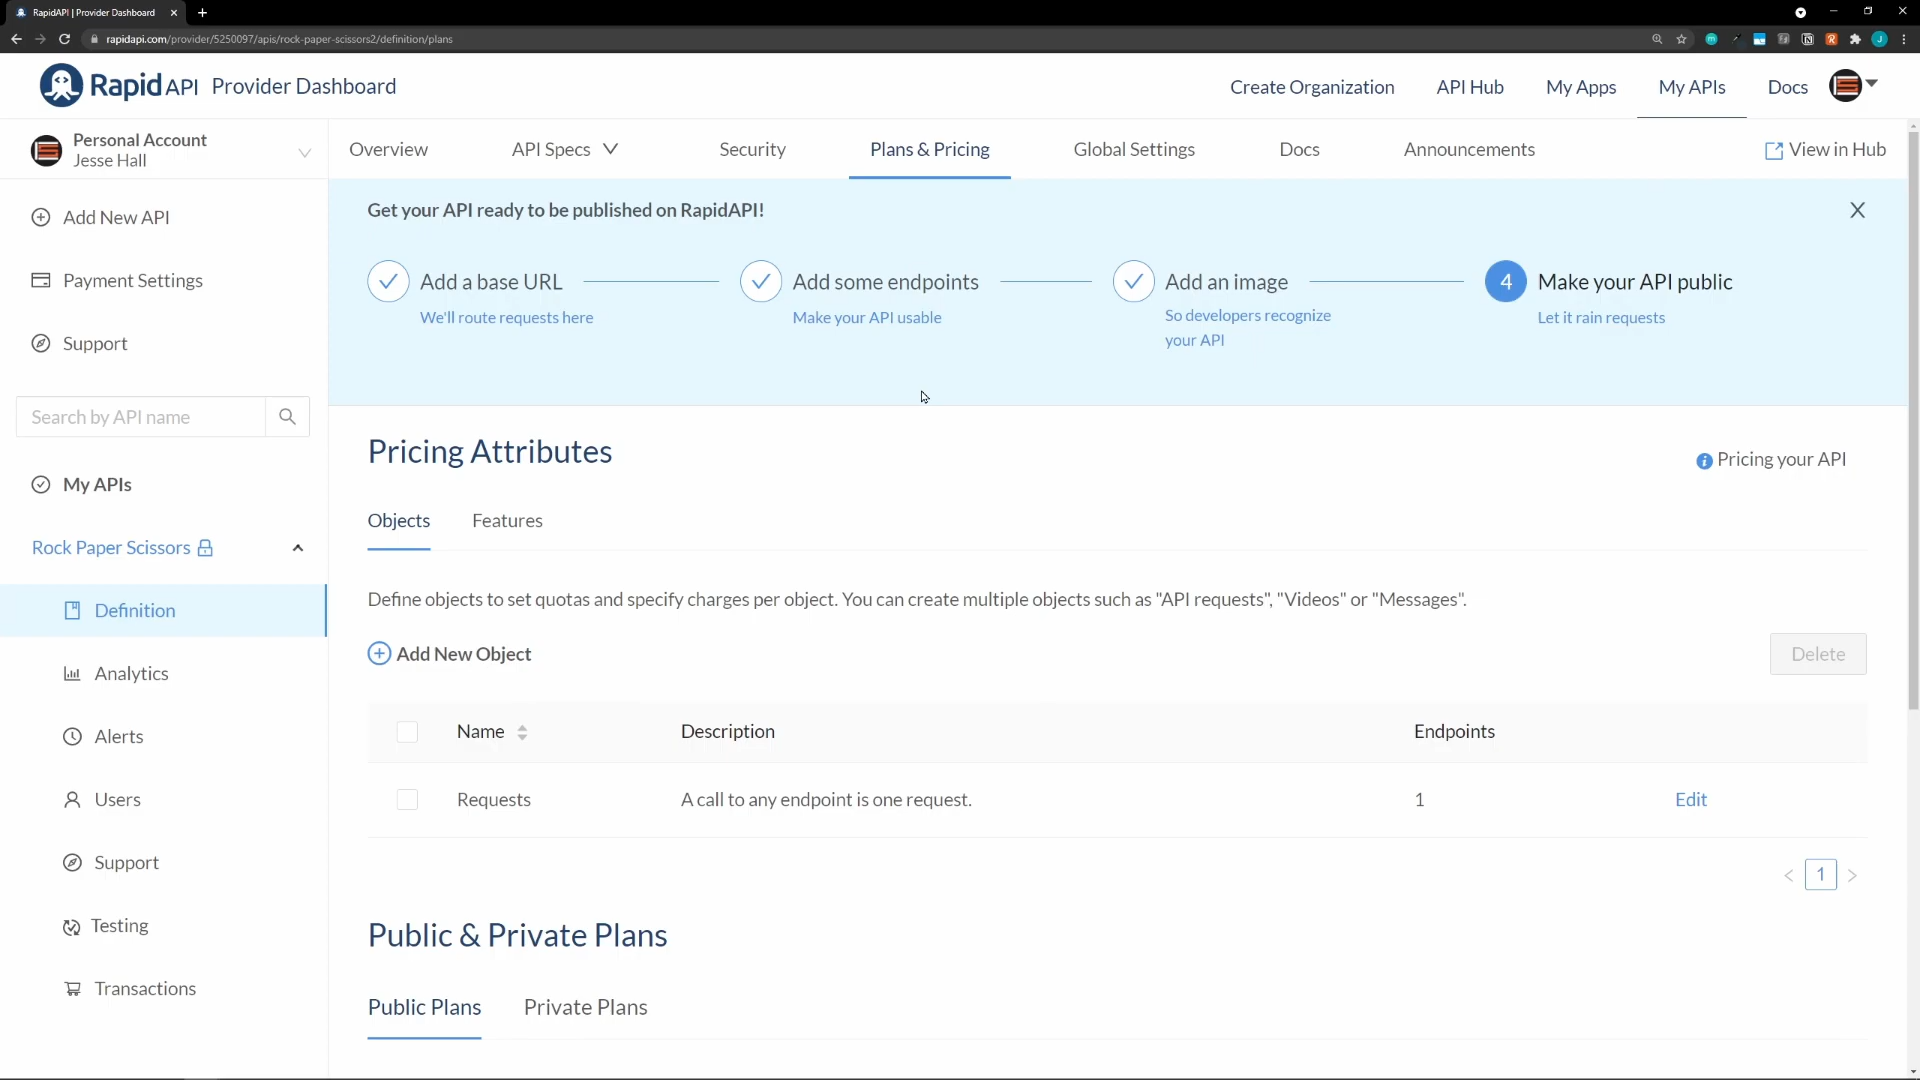 RapidAPI | Provider Dashboard
rapidapi.com/provider/5250097/apis/rock-paper-scissors2/definition/plans
Rapid API Provider Dashboard
Create Organization
API Hub
My Apps
My APIs
Docs
Personal Account
Jesse Hall
Overview
API Specs
Security
Plans & Pricing
Global Settings
Docs
Announcements
View in Hub
Add New API
Payment Settings
Support
Search by API name
My APIs
Rock Paper Scissors
Definition
Analytics
Alerts
Users
Support
Testing
Transactions
Get your API ready to be published on RapidAPI!
Add a base URL
We'll route requests here
Add some endpoints
Make your API usable
Add an image
So developers recognize
your API
4
Make your API public
Let it rain requests
Pricing Attributes
Pricing your API
Objects
Features
Define objects to set quotas and specify charges per object. You can create multiple objects such as "API requests", "Videos" or "Messages".
Add New Object
Delete
Name
Description
Endpoints
Requests
A call to any endpoint is one request.
1
Edit
< 1 >
Public & Private Plans
Public Plans
Private Plans